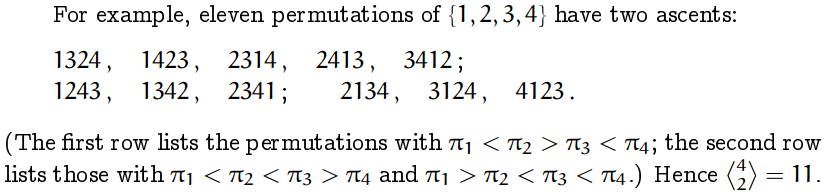 For example, eleven permutations of {1, 2, 3, 4} have two ascents:
1324 , 1423 , 2314 , 2413 , 3412 ;
1243 , 1342 , 2341 ; 2134 , 3124 , 4123 .
(The first row lists the permutations with π₁ < π₂ > π₃ < π₄; the second row
lists those with π₁ < π₂ < π₃ > π₄ and π₁ > π₂ < π₃ < π₄.) Hence ⟨4 2⟩ = 11.